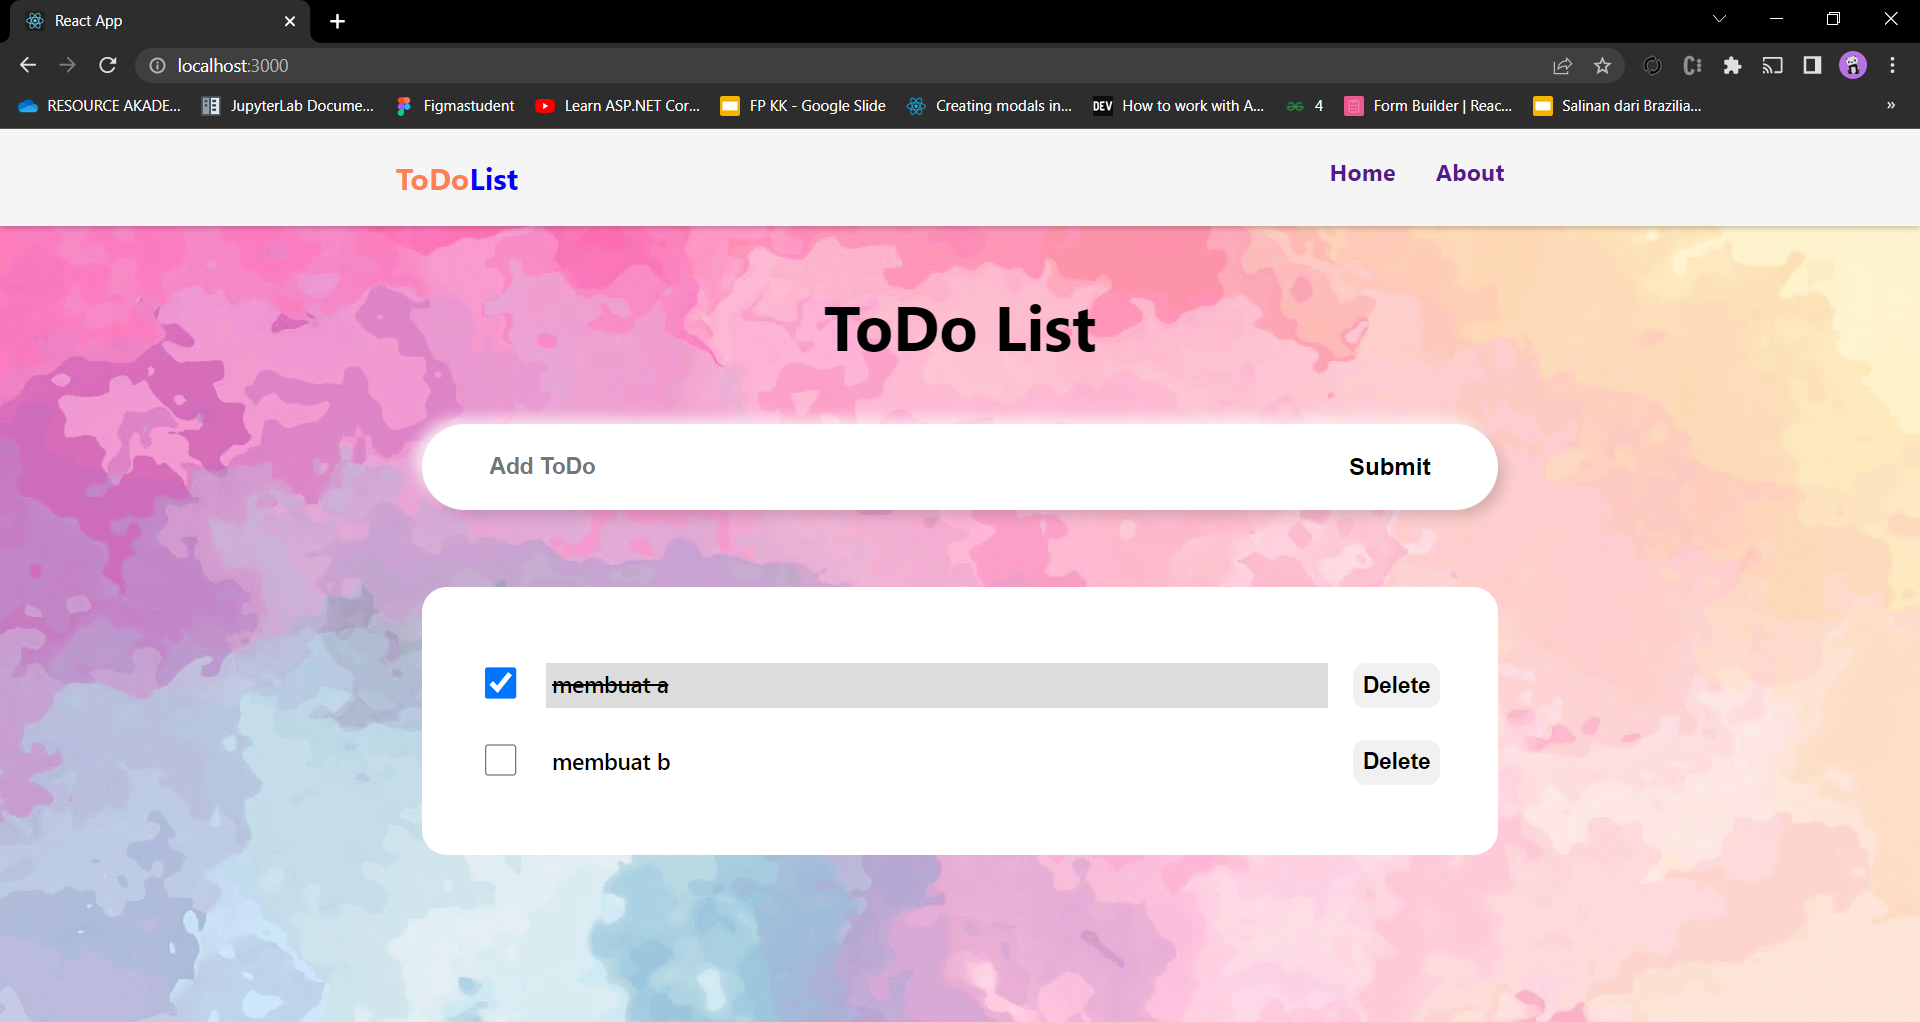 React App
localhost:3000
RESOURCE AKADE... JupyterLab Docume... Figmastudent Learn ASP.NET Cor... FP KK - Google Slide Creating modals in... DEV How to work with A... 4 Form Builder | Reac... Salinan dari Brazilia... »
ToDoList Home About
ToDo List
Add ToDo Submit
membuat a Delete
membuat b Delete